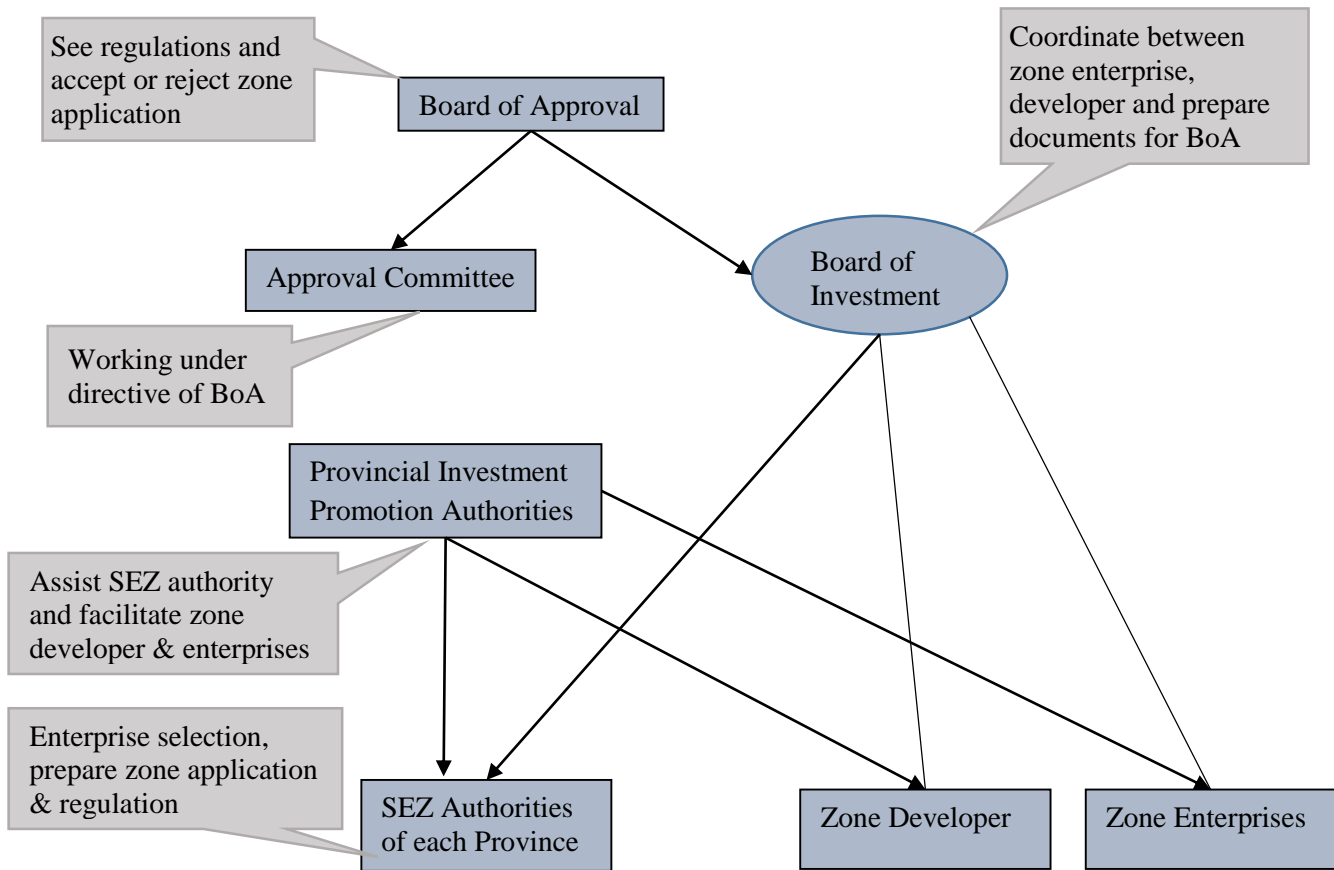 See regulations and
accept or reject zone
application
Board of Approval
Coordinate between
zone enterprise,
developer and prepare
documents for BoA
Approval Committee
Board of
Investment
Working under
directive of BoA
Provincial Investment
Promotion Authorities
Assist SEZ authority
and facilitate zone
developer & enterprises
Enterprise selection,
prepare zone application
& regulation
SEZ Authorities
of each Province
Zone Developer
Zone Enterprises